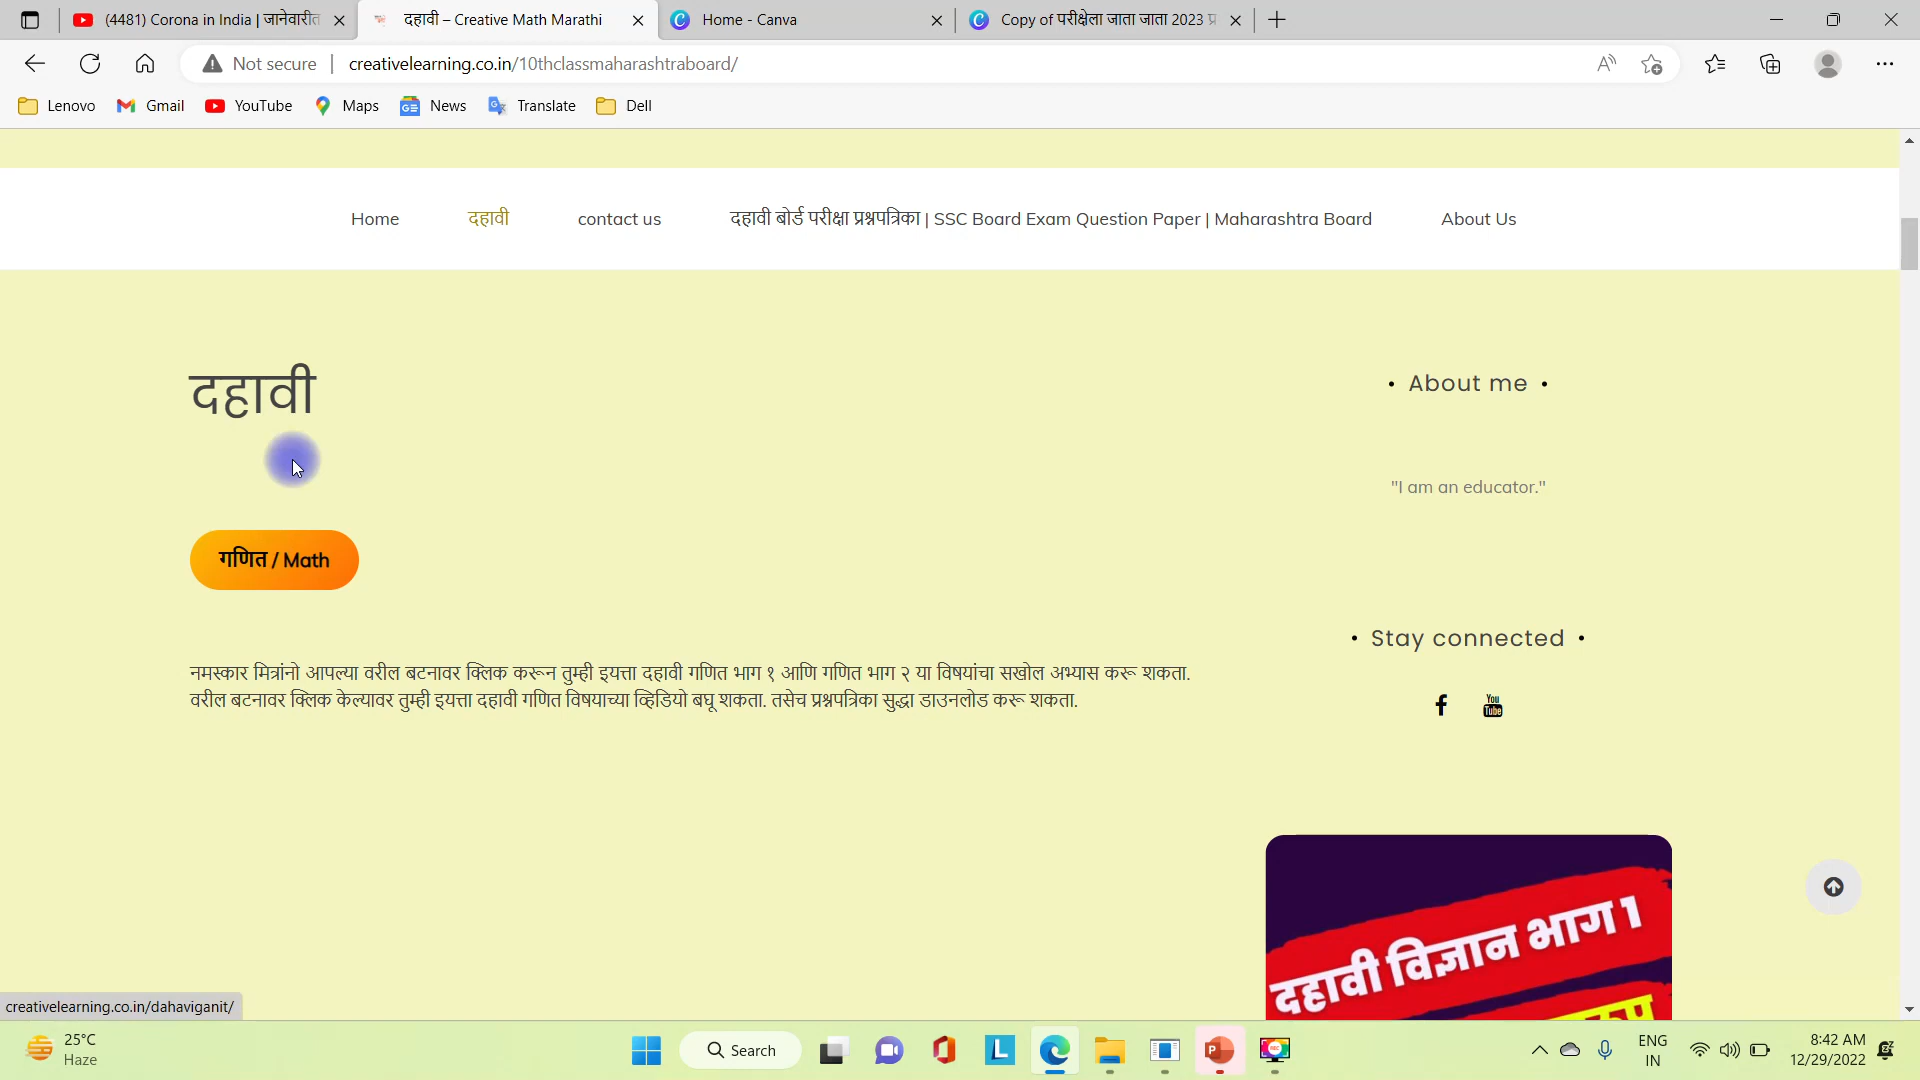 (4481) Corona in India | जानेवारीत
दहावी – Creative Math Marathi
Home - Canva
Copy of परीक्षेला जाता जाता 2023 प्र
Not secure
creativelearning.co.in/10thclassmaharashtraboard/
Lenovo
Gmail
YouTube
Maps
News
Translate
Dell
Home
दहावी
contact us
दहावी बोर्ड परीक्षा प्रश्नपत्रिका | SSC Board Exam Question Paper | Maharashtra Board
About Us
दहावी
• About me •
"I am an educator."
गणित / Math
• Stay connected •
नमस्कार मित्रांनो आपल्या वरील बटनावर क्लिक करून तुम्ही इयत्ता दहावी गणित भाग १ आणि गणित भाग २ या विषयांचा सखोल अभ्यास करू शकता.
वरील बटनावर क्लिक केल्यावर तुम्ही इयत्ता दहावी गणित विषयाच्या व्हिडियो बघू शकता. तसेच प्रश्नपत्रिका सुद्धा डाउनलोड करू शकता.
You
Tube
दहावी विज्ञान भाग 1
creativelearning.co.in/dahaviganit/
25°C
Haze
Search
ENG
IN
8:42 AM
12/29/2022